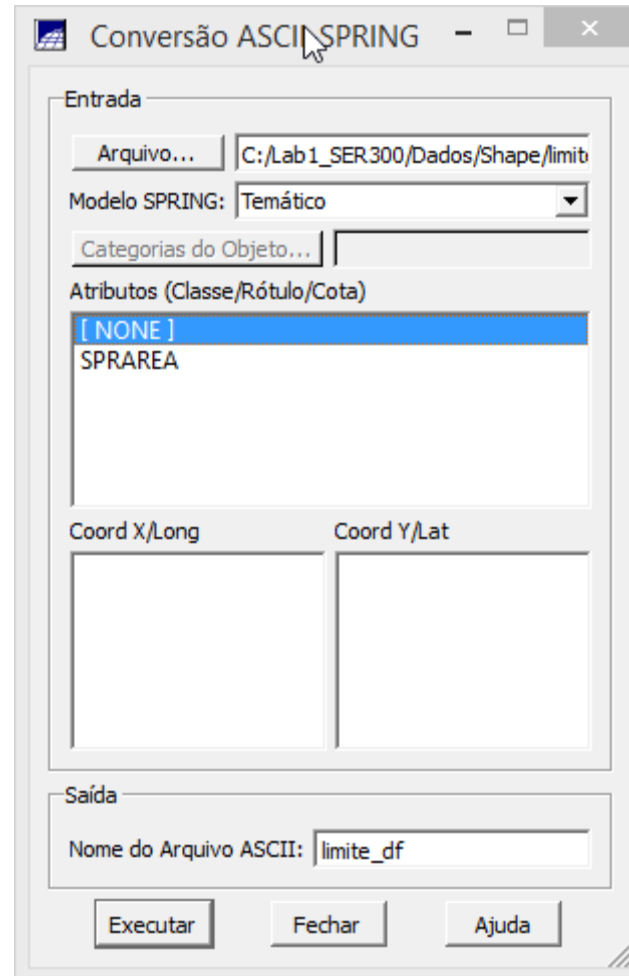 Conversão ASCII SPRING
Entrada
Arquivo... C:/Lab1_SER300/Dados/Shape/limit
Modelo SPRING: Temático
Categorias do Objeto...
Atributos (Classe/Rótulo/Cota)
[ NONE ]
SPRAREA
Coord X/Long Coord Y/Lat
Saída
Nome do Arquivo ASCII: limite_df
Executar Fechar Ajuda